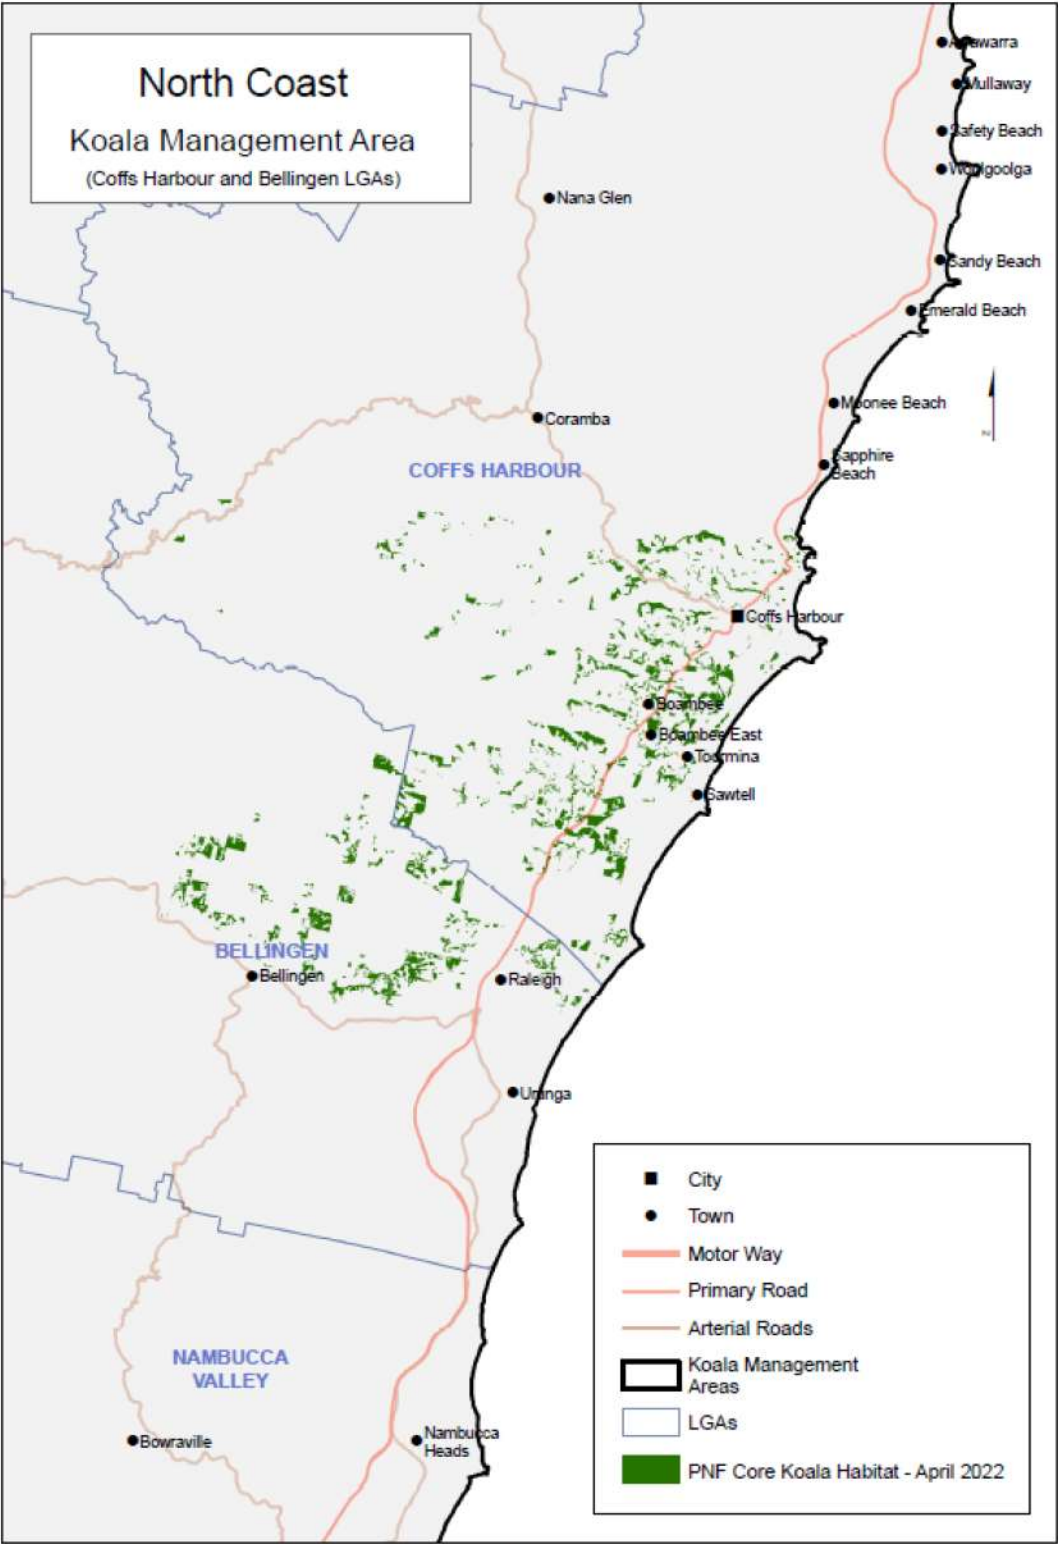 North Coast
Koala Management Area
(Coffs Harbour and Bellingen LGAs)
Arrawarra
Mullaway
Safety Beach
Woolgoolga
Nana Glen
Sandy Beach
Emerald Beach
Moonee Beach
Coramba
N
Sapphire
Beach
COFFS HARBOUR
Coffs Harbour
Boambee
Boambee East
Toormina
Sawtell
BELLINGEN
Bellingen
Raleigh
Urunga
NAMBUCCA
VALLEY
Bowraville
Nambucca
Heads
City
Town
Motor Way
Primary Road
Arterial Roads
Koala Management
Areas
LGAs
PNF Core Koala Habitat - April 2022